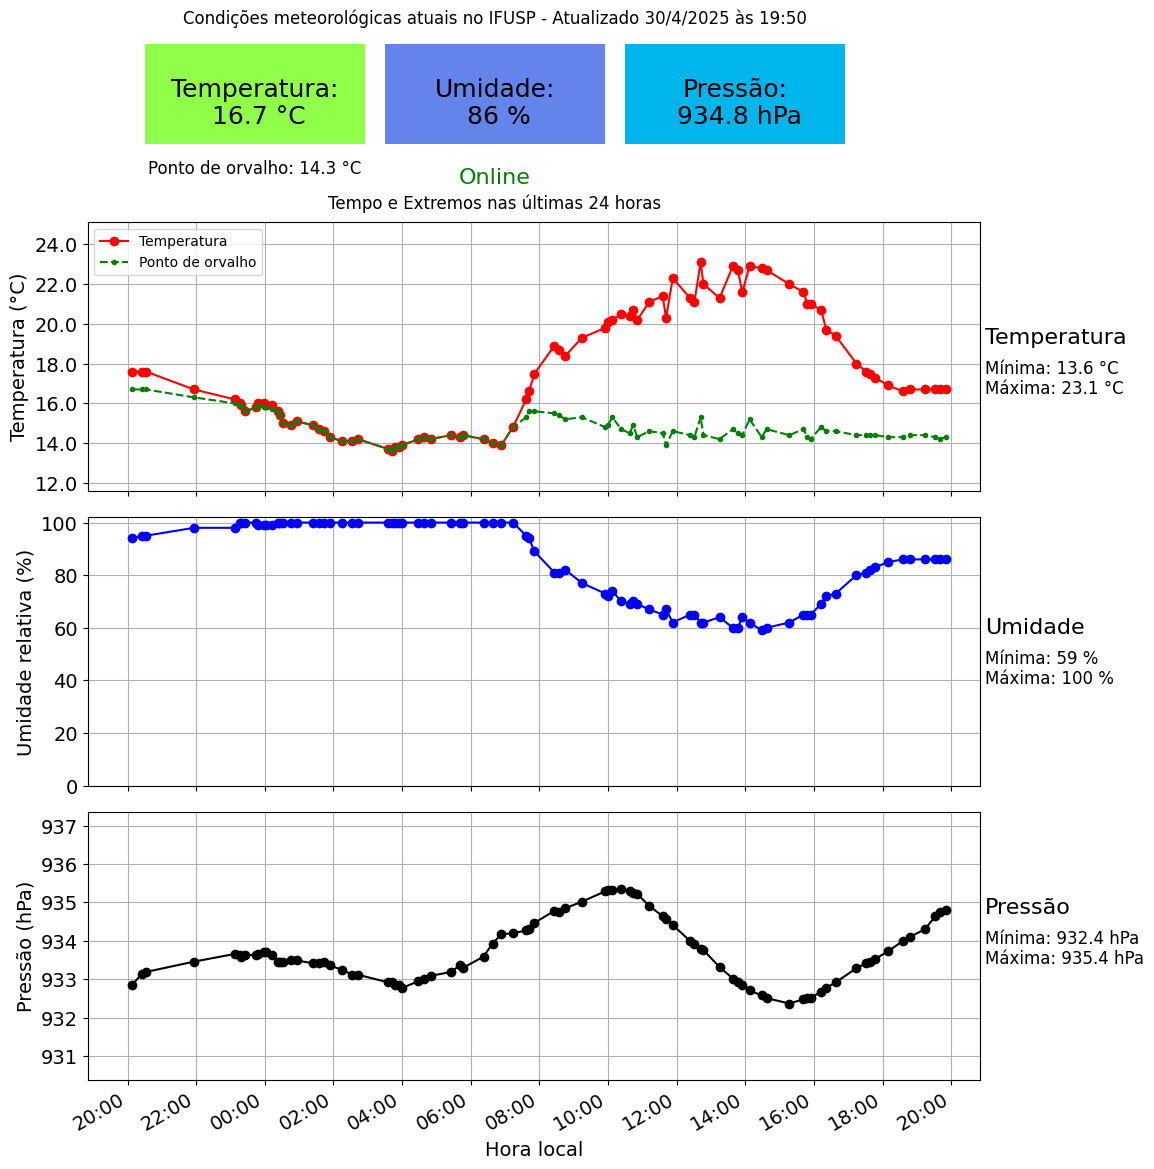 Condições meteorológicas atuais no IFUSP - Atualizado 30/4/2025 às 19:50
Temperatura:
16.7 °C
Umidade:
86 %
Pressão:
934.8 hPa
Ponto de orvalho: 14.3 °C
Online
Tempo e Extremos nas últimas 24 horas
Temperatura
Ponto de orvalho
Temperatura (°C)
24.0
22.0
20.0
18.0
16.0
14.0
12.0
Temperatura
Mínima: 13.6 °C
Máxima: 23.1 °C
Umidade relativa (%)
100
80
60
40
20
0
Umidade
Mínima: 59 %
Máxima: 100 %
Pressão (hPa)
937
936
935
934
933
932
931
Pressão
Mínima: 932.4 hPa
Máxima: 935.4 hPa
20:00 22:00 00:00 02:00 04:00 06:00 08:00 10:00 12:00 14:00 16:00 18:00 20:00
Hora local